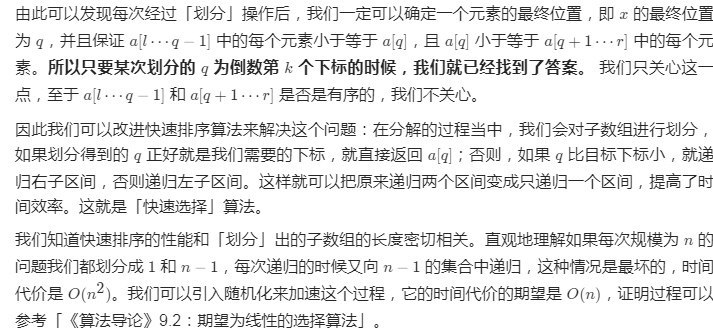 由此可以发现每次经过「划分」操作后，我们一定可以确定一个元素的最终位置，即 x 的最终位置
为 q，并且保证 a[l⋯q − 1] 中的每个元素小于等于 a[q]，且 a[q] 小于等于 a[q + 1⋯r] 中的每个元
素。所以只要某次划分的 q 为倒数第 k 个下标的时候，我们就已经找到了答案。 我们只关心这一
点，至于 a[l⋯q − 1] 和 a[q + 1⋯r] 是否是有序的，我们不关心。
因此我们可以改进快速排序算法来解决这个问题：在分解的过程当中，我们会对子数组进行划分，
如果划分得到的 q 正好就是我们需要的下标，就直接返回 a[q]；否则，如果 q 比目标下标小，就递
归右子区间，否则递归左子区间。这样就可以把原来递归两个区间变成只递归一个区间，提高了时
间效率。这就是「快速选择」算法。
我们知道快速排序的性能和「划分」出的子数组的长度密切相关。直观地理解如果每次规模为 n 的
问题我们都划分成 1 和 n − 1，每次递归的时候又向 n − 1 的集合中递归，这种情况是最坏的，时间
代价是 O(n²)。我们可以引入随机化来加速这个过程，它的时间代价的期望是 O(n)，证明过程可以
参考「《算法导论》9.2：期望为线性的选择算法」。